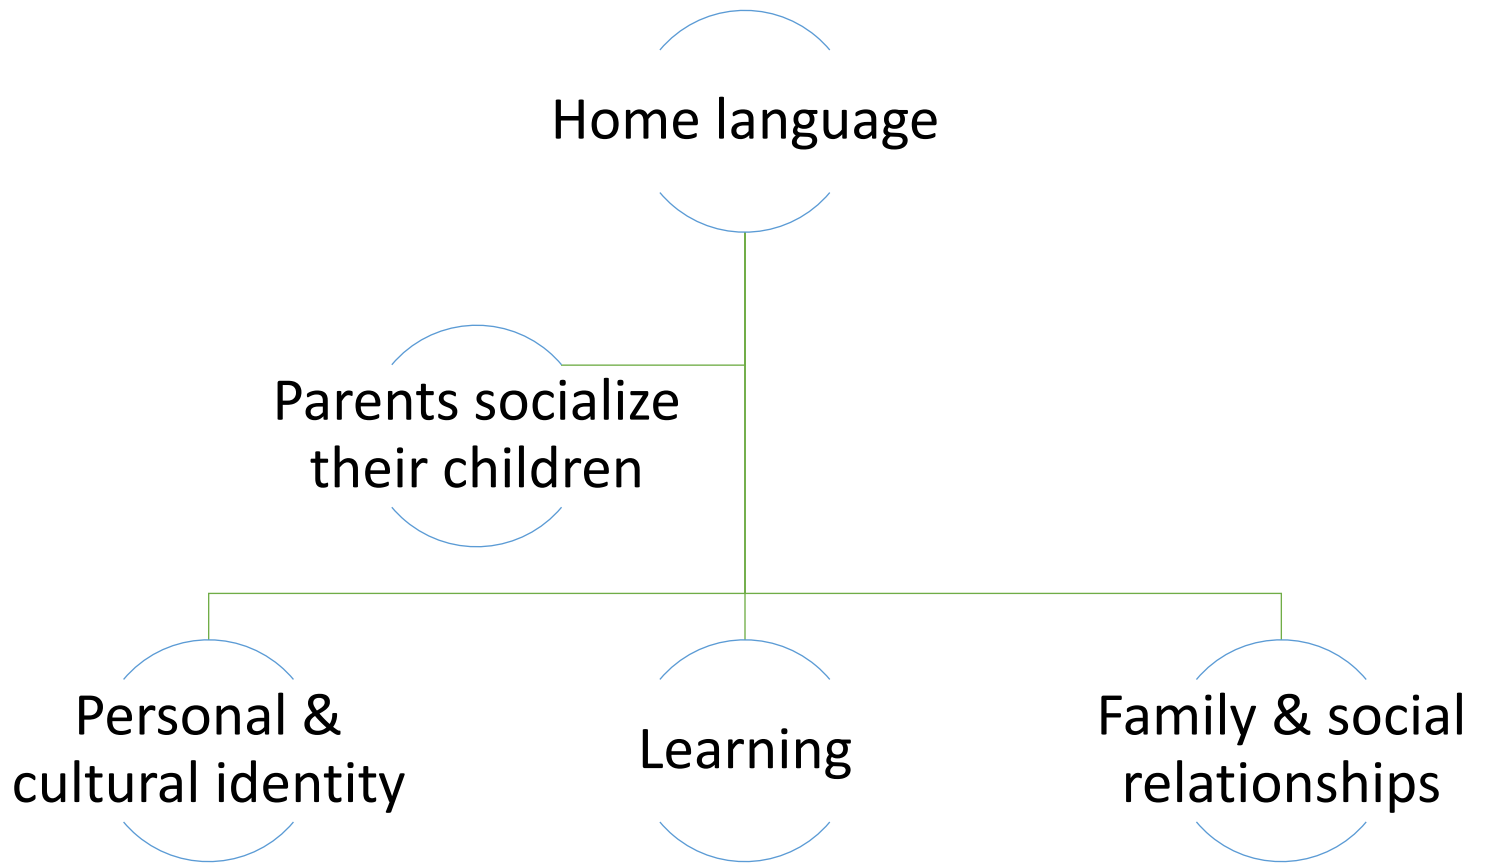 Home language
Parents socialize
their children
Personal &
cultural identity
Learning
Family & social
relationships